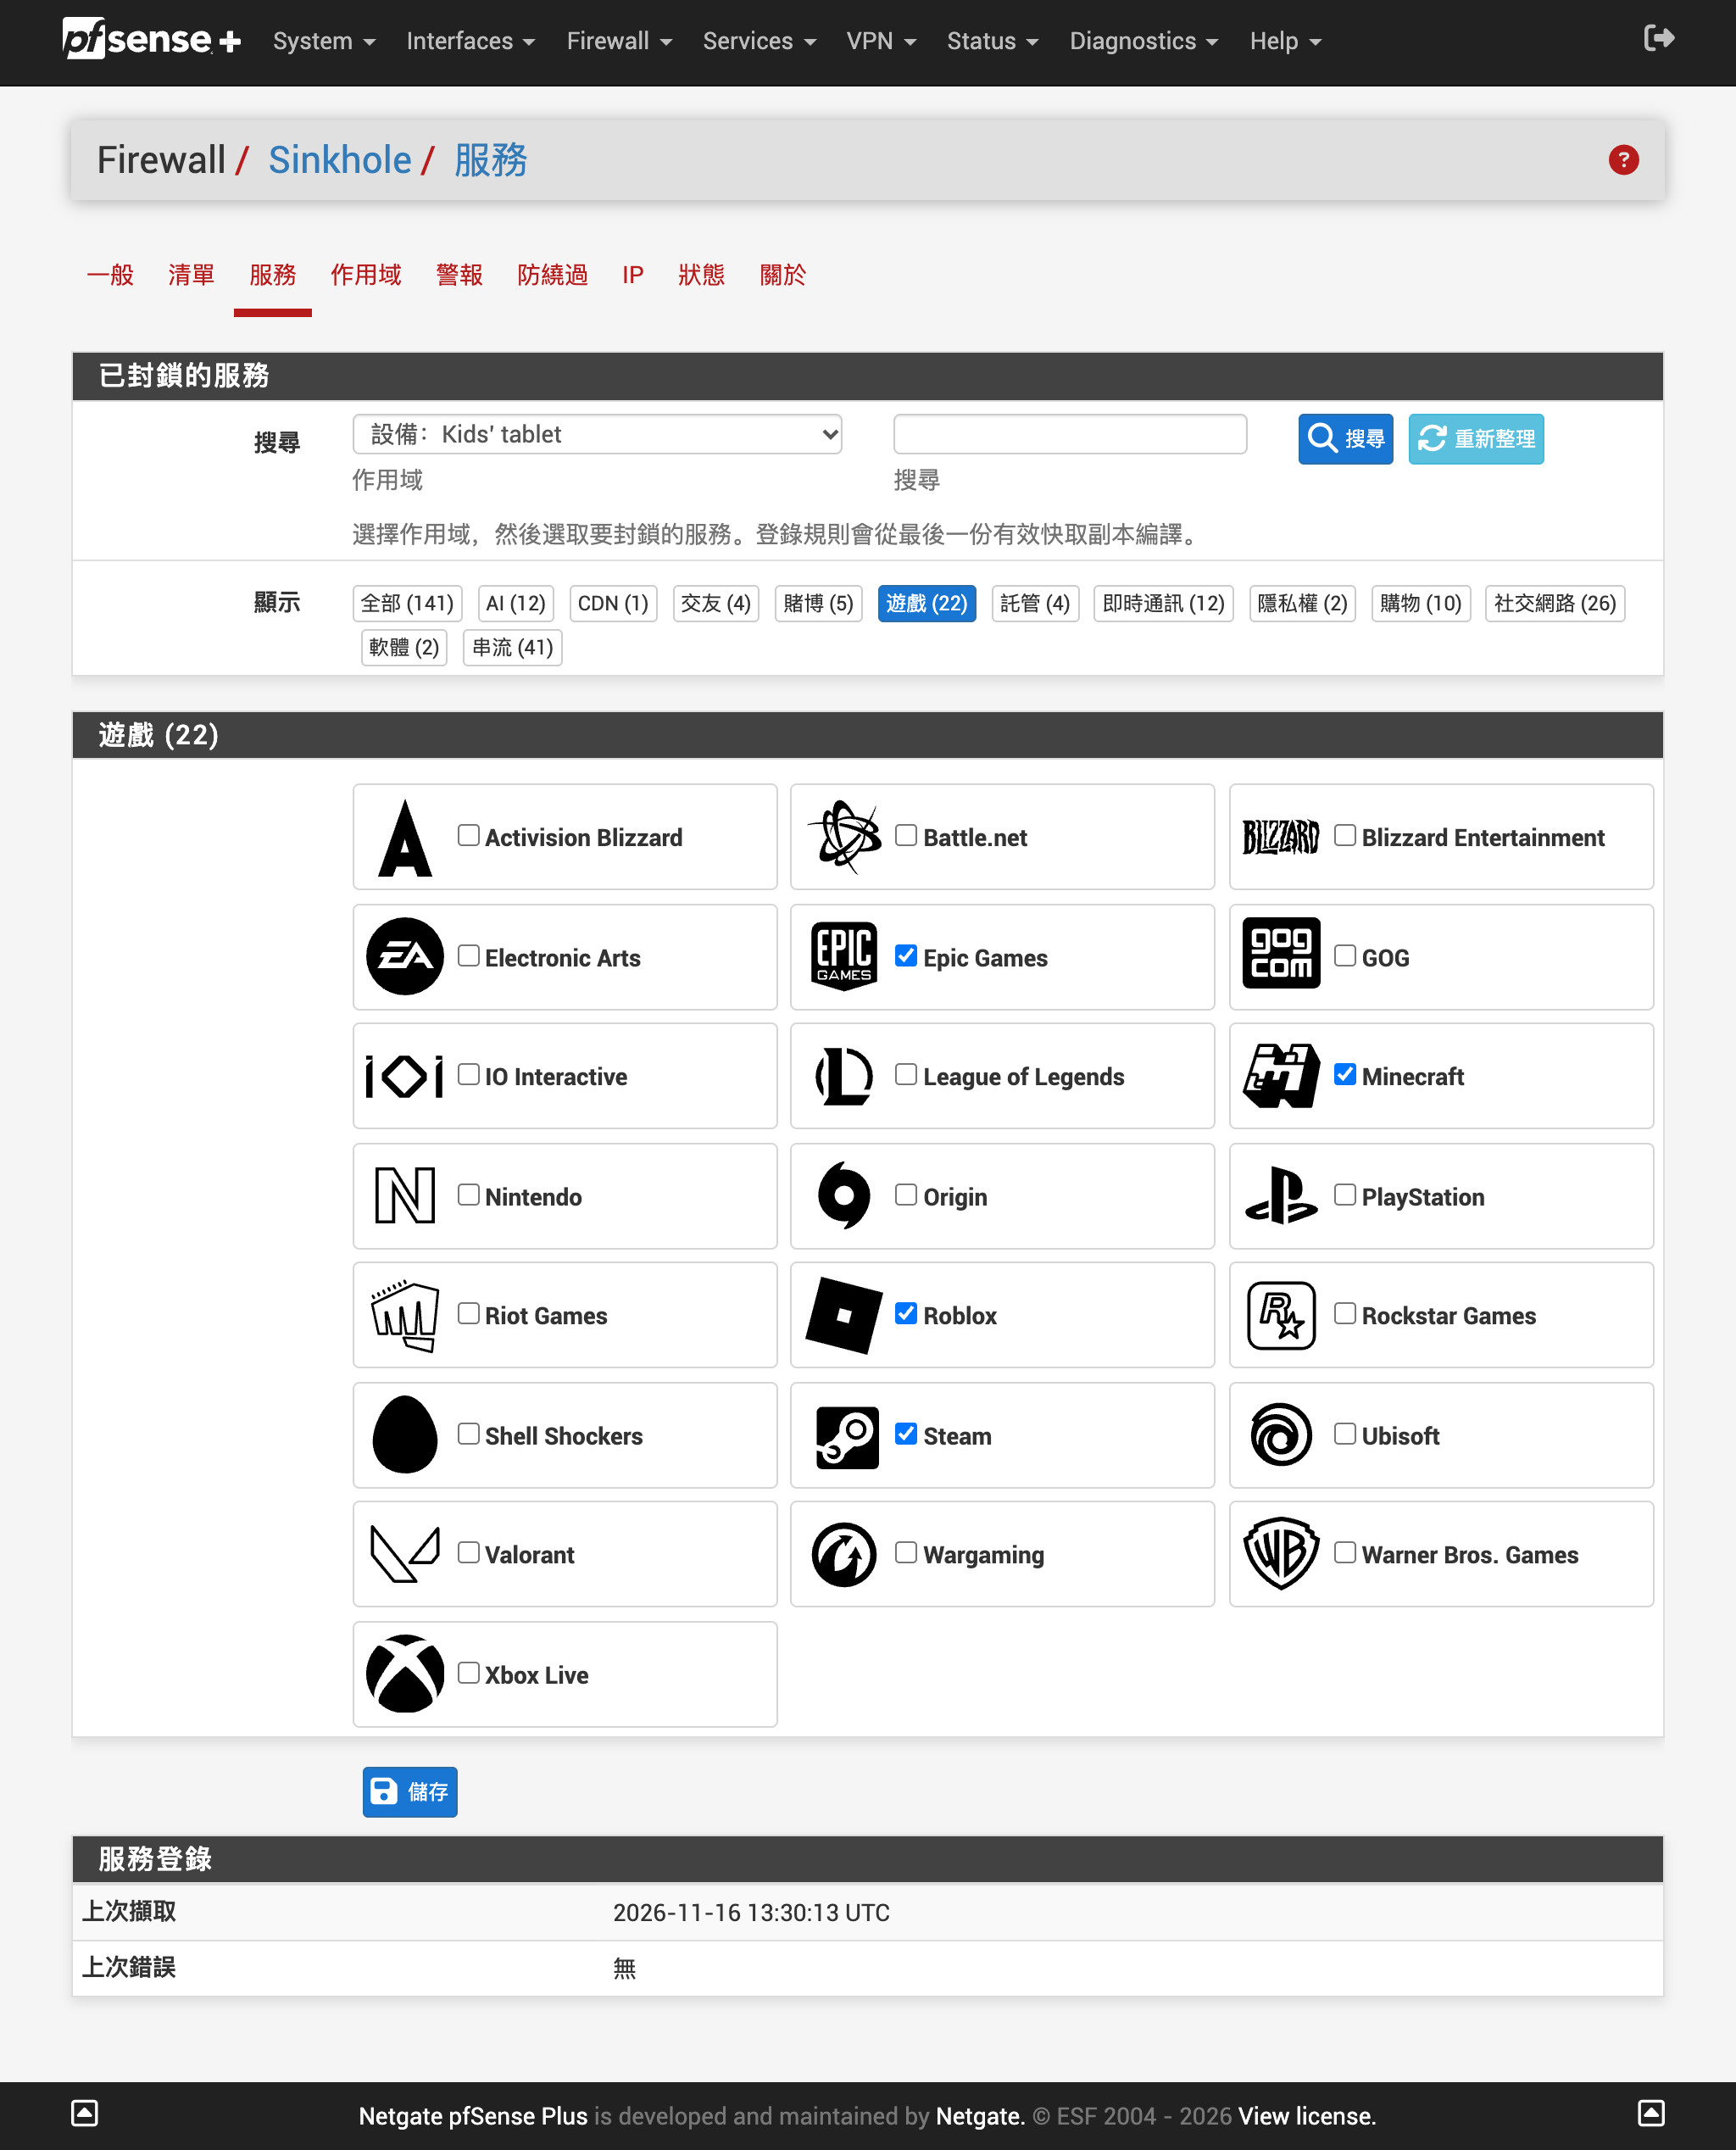 pfsense+ System Interfaces Firewall Services VPN Status Diagnostics Help
Firewall / Sinkhole / 服務
一般 清單 服務 作用域 警報 防繞過 IP 狀態 關於
已封鎖的服務
搜尋 設備：Kids' tablet 搜尋 重新整理
作用域 搜尋
選擇作用域，然後選取要封鎖的服務。登錄規則會從最後一份有效快取副本編譯。
顯示 全部 (141) AI (12) CDN (1) 交友 (4) 賭博 (5) 遊戲 (22) 託管 (4) 即時通訊 (12) 隱私權 (2) 購物 (10) 社交網路 (26)
軟體 (2) 串流 (41)
遊戲 (22)
Activision Blizzard Battle.net BLIZZARD Blizzard Entertainment
EA Electronic Arts EPIC GAMES Epic Games gog com GOG
IOI IO Interactive League of Legends Minecraft
Nintendo Origin PlayStation
Riot Games Roblox R Rockstar Games
Shell Shockers Steam Ubisoft
Valorant Wargaming WB Warner Bros. Games
Xbox Live
儲存
服務登錄
上次擷取 2026-11-16 13:30:13 UTC
上次錯誤 無
Netgate pfSense Plus is developed and maintained by Netgate. © ESF 2004 - 2026 View license.